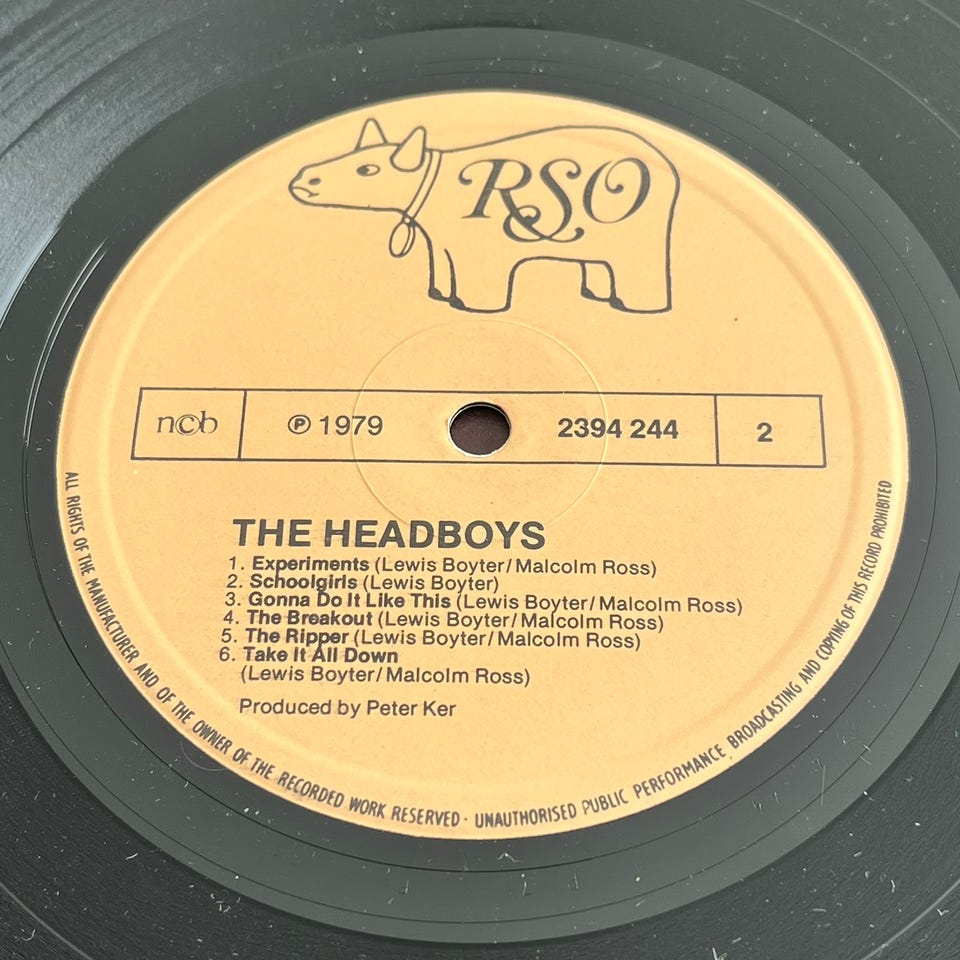 RSO
n©b
℗ 1979
2394 244
2
THE HEADBOYS
1. Experiments (Lewis Boyter/Malcolm Ross)
2. Schoolgirls (Lewis Boyter)
3. Gonna Do It Like This (Lewis Boyter/Malcolm Ross)
4. The Breakout (Lewis Boyter/Malcolm Ross)
5. The Ripper (Lewis Boyter/Malcolm Ross)
6. Take It All Down
(Lewis Boyter/Malcolm Ross)
Produced by Peter Ker
ALL RIGHTS OF THE MANUFACTURER AND OF THE OWNER OF THE RECORDED WORK RESERVED · UNAUTHORISED PUBLIC PERFORMANCE, BROADCASTING AND COPYING OF THIS RECORD PROHIBITED